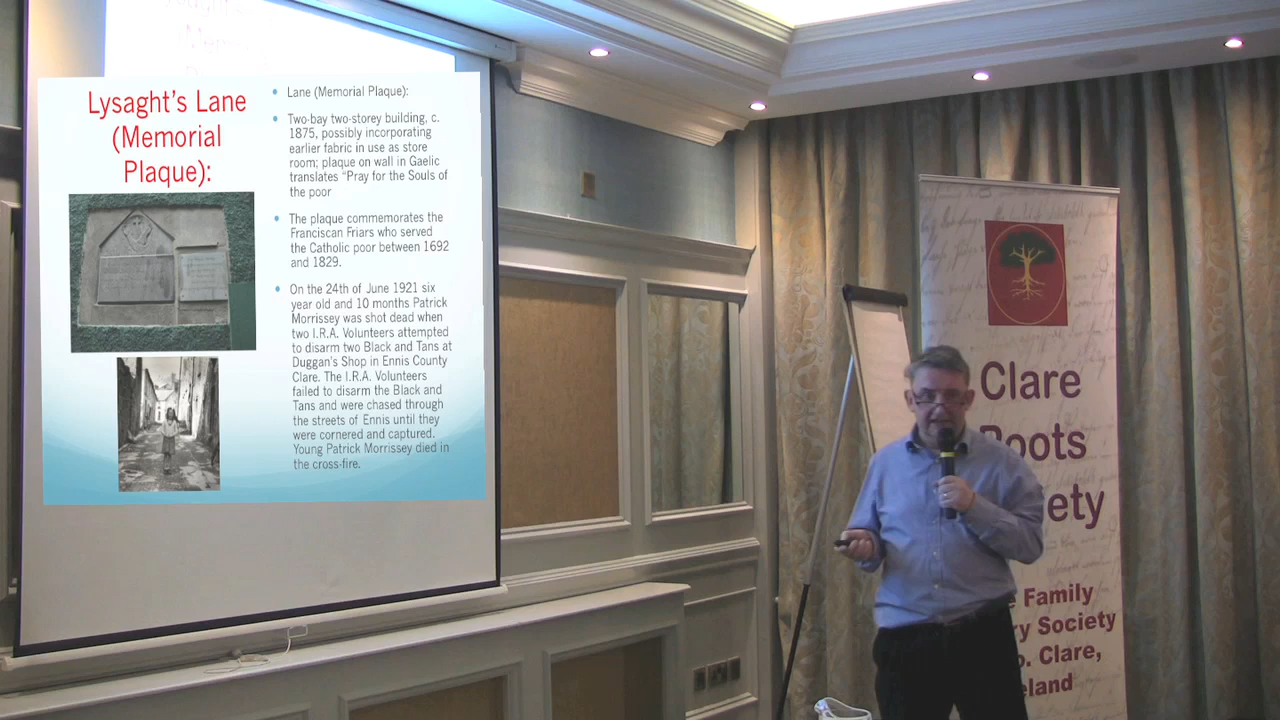 Lysaght's Lane
(Memorial
Plaque):
Lane (Memorial Plaque):
Two-bay two-storey building, c.
1875, possibly incorporating
earlier fabric in use as store
room; plaque on wall in Gaelic
translates "Pray for the Souls of
the poor
The plaque commemorates the
Franciscan Friars who served
the Catholic poor between 1692
and 1829.
On the 24th of June 1921 six
year old and 10 months Patrick
Morrissey was shot dead when
two I.R.A. Volunteers attempted
to disarm two Black and Tans at
Duggan's Shop in Ennis County
Clare. The I.R.A. Volunteers
failed to disarm the Black and
Tans and were chased through
the streets of Ennis until they
were cornered and captured.
Young Patrick Morrissey died in
the cross-fire.
Clare
Roots
ety
Family
ry Society
o. Clare,
eland